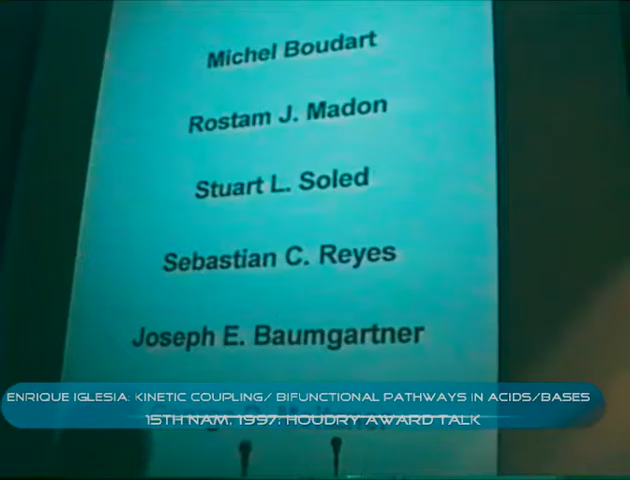 Michel Boudart
Rostam J. Madon
Stuart L. Soled
Sebastian C. Reyes
Joseph E. Baumgartner
ENRIQUE IGLESIA: KINETIC COUPLING/ BIFUNCTIONAL PATHWAYS IN ACIDS/BASES
15TH NAM. 1997: HOUDRY AWARD TALK